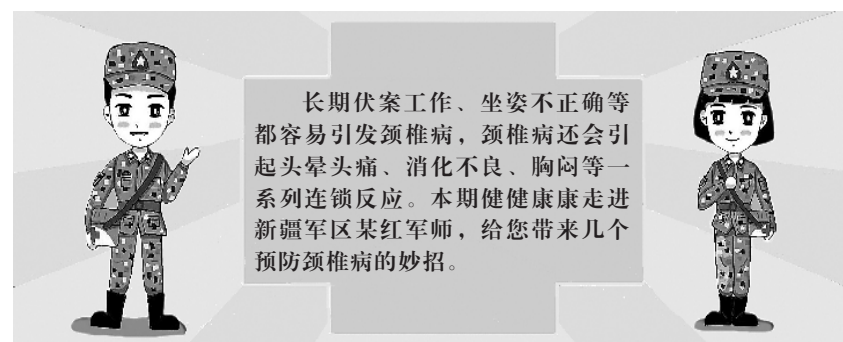 长期伏案工作、坐姿不正确等
都容易引发颈椎病，颈椎病还会引
起头晕头痛、消化不良、胸闷等一
系列连锁反应。本期健健康康走进
新疆军区某红军师，给您带来几个
预防颈椎病的妙招。